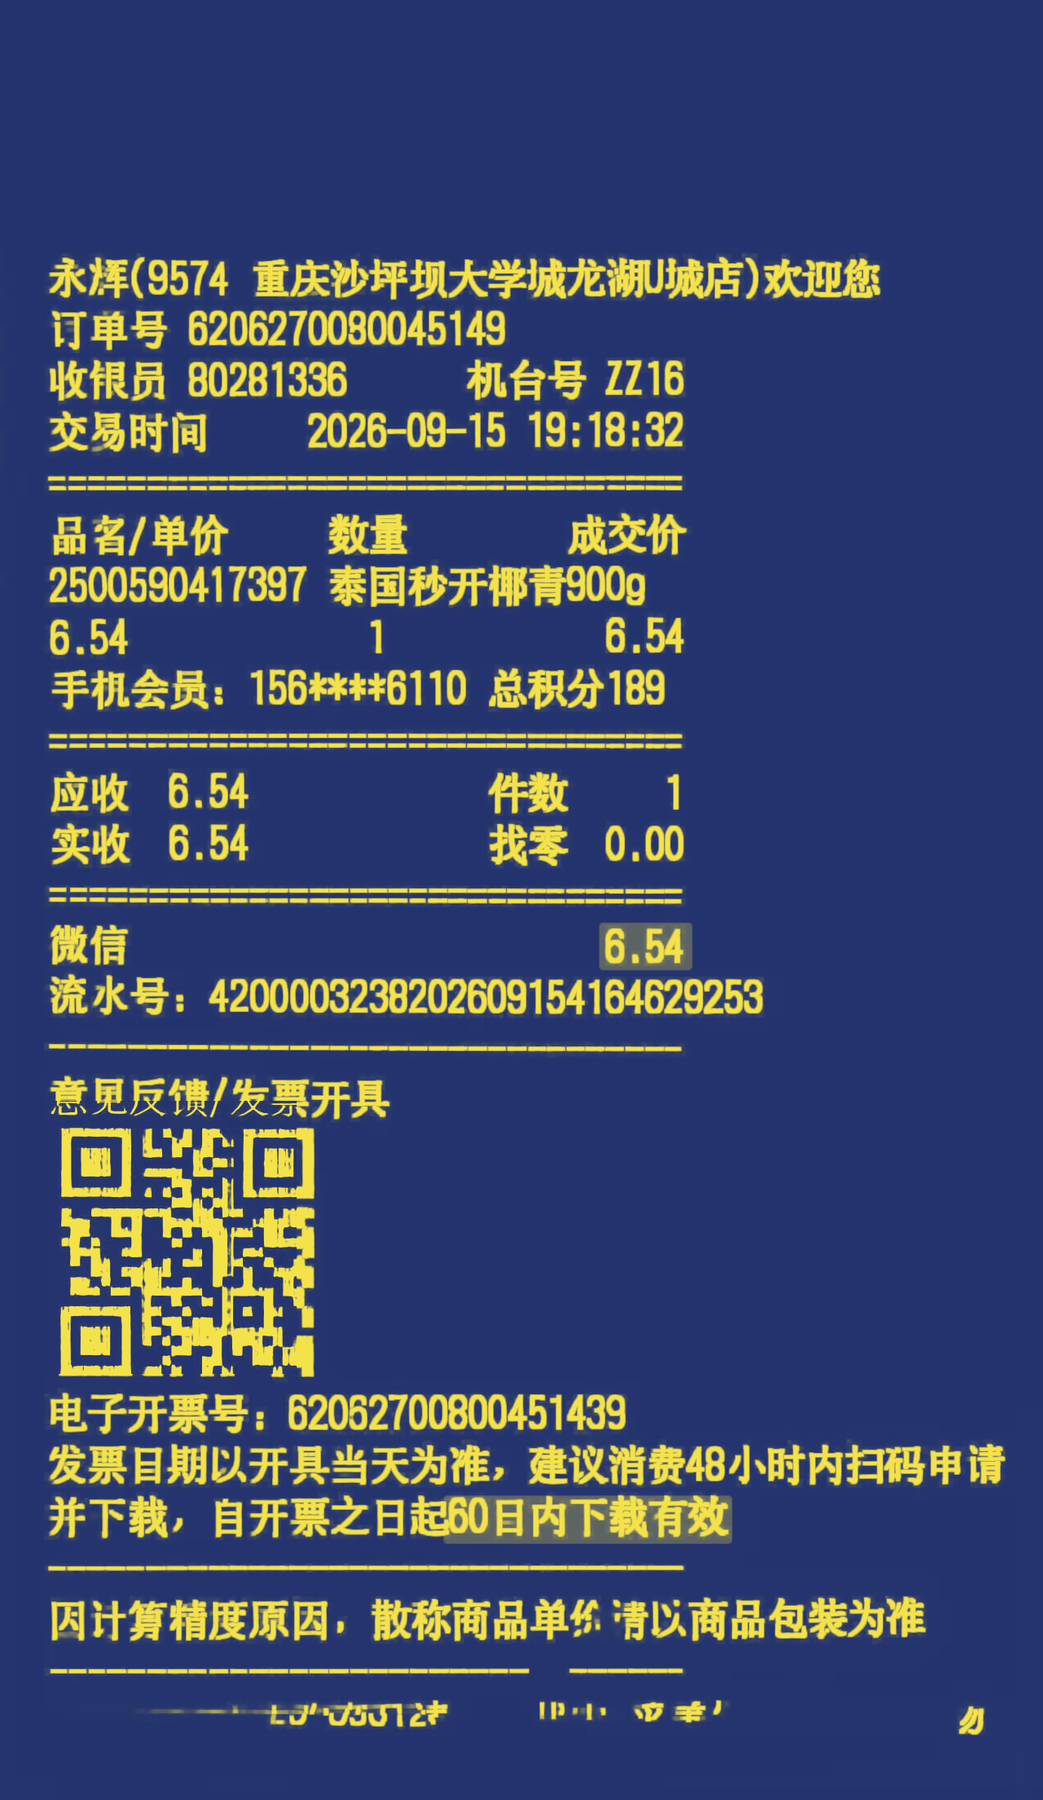 永辉(9574 重庆沙坪坝大学城龙湖U城店)欢迎您
订单号 6206270080045149
收银员 80281336 机台号 ZZ16
交易时间 2026-09-15 19:18:32
================================
品名/单价 数量 成交价
2500590417397 泰国秒开椰青900g
6.54 1 6.54
手机会员：156****6110 总积分189
================================
应收 6.54 件数 1
实收 6.54 找零 0.00
================================
微信 6.54
流水号：4200003238202609154164629253
--------------------------------
意见反馈/发票开具
电子开票号：62062700800451439
发票日期以开具当天为准，建议消费48小时内扫码申请
并下载，自开票之日起60日内下载有效
--------------------------------
因计算精度原因，散称商品单价 请以商品包装为准
--------------------------------
勿